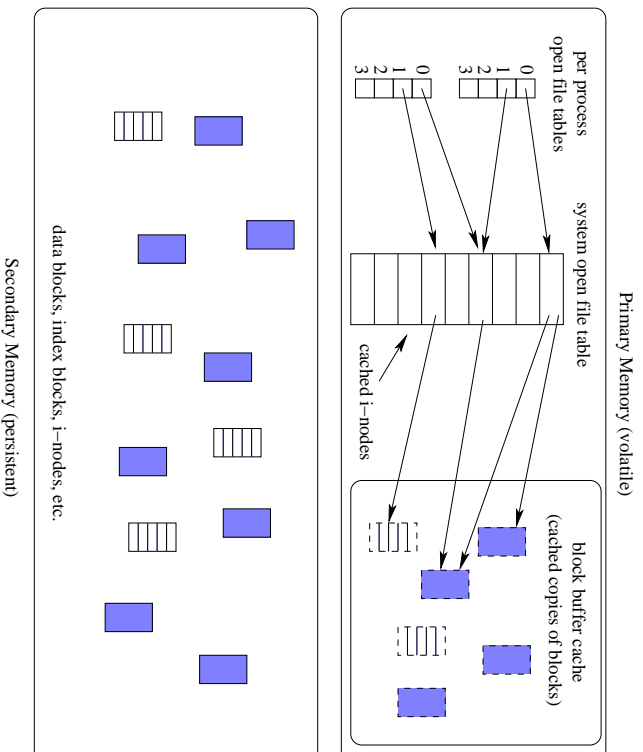 Primary Memory (volatile)
per process
open file tables
0
1
2
3
0
1
2
3
system open file table
cached i-nodes
block buffer cache
(cached copies of blocks)
data blocks, index blocks, i-nodes, etc.
Secondary Memory (persistent)